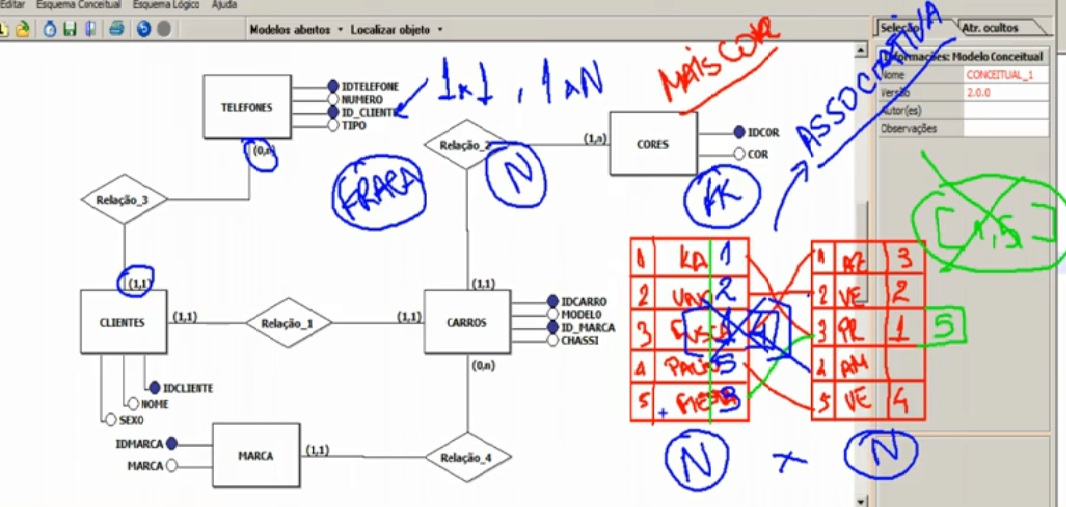 Editar Esquema Conceitual Esquema Lógico Ajuda
Modelos abertos Localizar objeto
Seleção Atr. ocultos
Informações: Modelo Conceitual
Nome CONCEITUAL_1
Versão 2.0.0
Autor(es)
Observações
MAIS COR
ASSOCIATIVA
1x1, 1xN
TELEFONES
IDTELEFONE
NUMERO
ID_CLIENTE
TIPO
(0,n)
Relação_2
N
(1,n)
CORES
IDCOR
COR
FK
Relação_3
(1,1)
CLIENTES
(1,1)
Relação_1
(1,1)
(1,1)
CARROS
IDCARRO
MODELO
ID_MARCA
CHASSI
(0,n)
IDCLIENTE
NOME
SEXO
IDMARCA
MARCA
MARCA
(1,1)
Relação_4
1 KA 1
2 UNO 2
3 FUSCA 4
4 PALIO 5
5 FIESTA 3
1 AZ 3
2 VE 2
3 PR 1 5
4 AM
5 VE 4
[1,5]
N x N